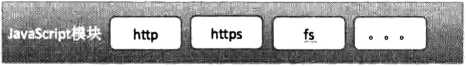 JavaScript模块 http https fs 。。。